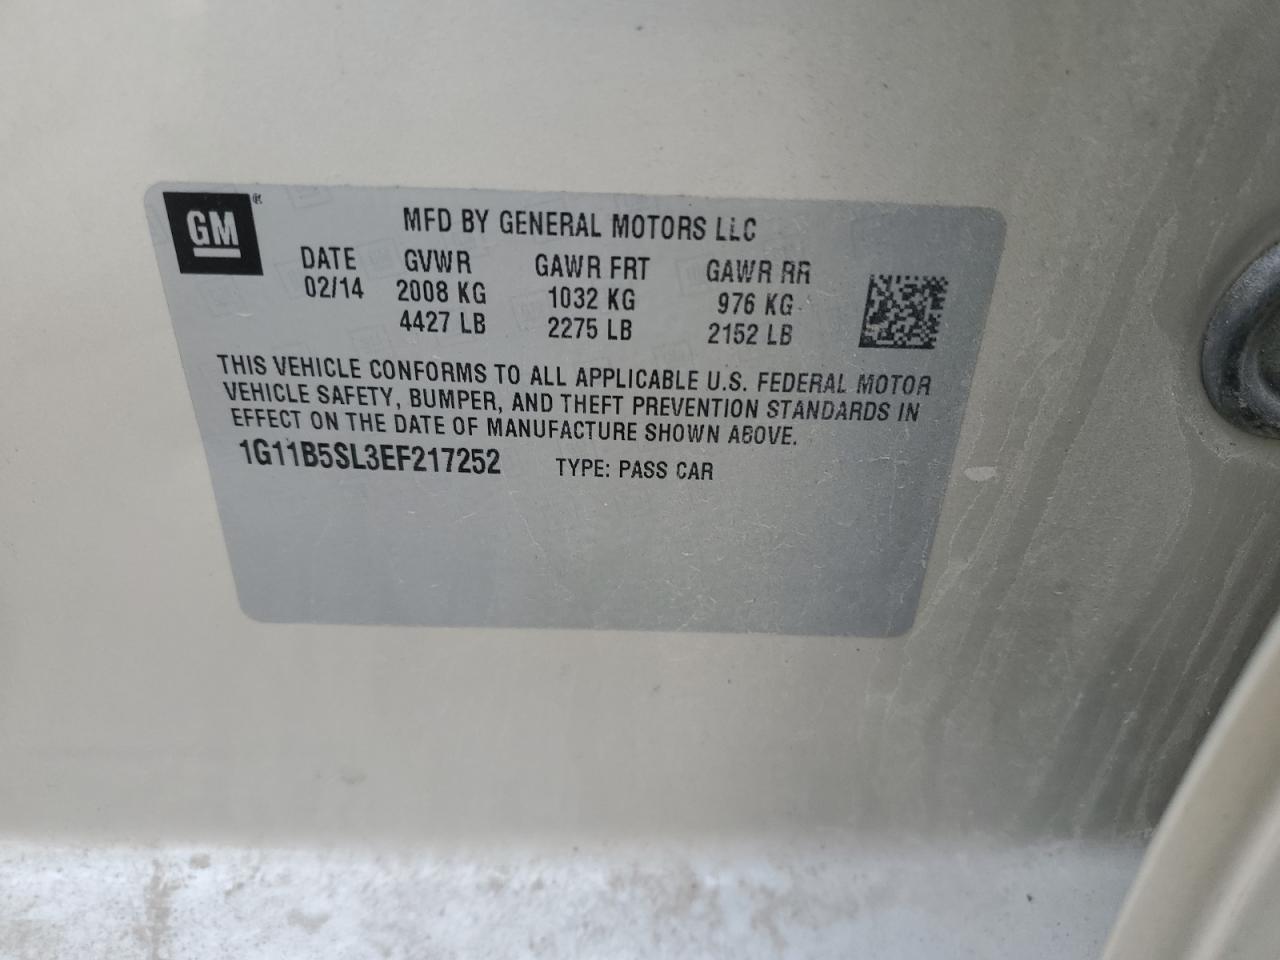 GM®
MFD BY GENERAL MOTORS LLC
DATE GVWR GAWR FRT GAWR RR
02/14 2008 KG 1032 KG 976 KG
4427 LB 2275 LB 2152 LB
THIS VEHICLE CONFORMS TO ALL APPLICABLE U.S. FEDERAL MOTOR
VEHICLE SAFETY, BUMPER, AND THEFT PREVENTION STANDARDS IN
EFFECT ON THE DATE OF MANUFACTURE SHOWN ABOVE.
1G11B5SL3EF217252 TYPE: PASS CAR